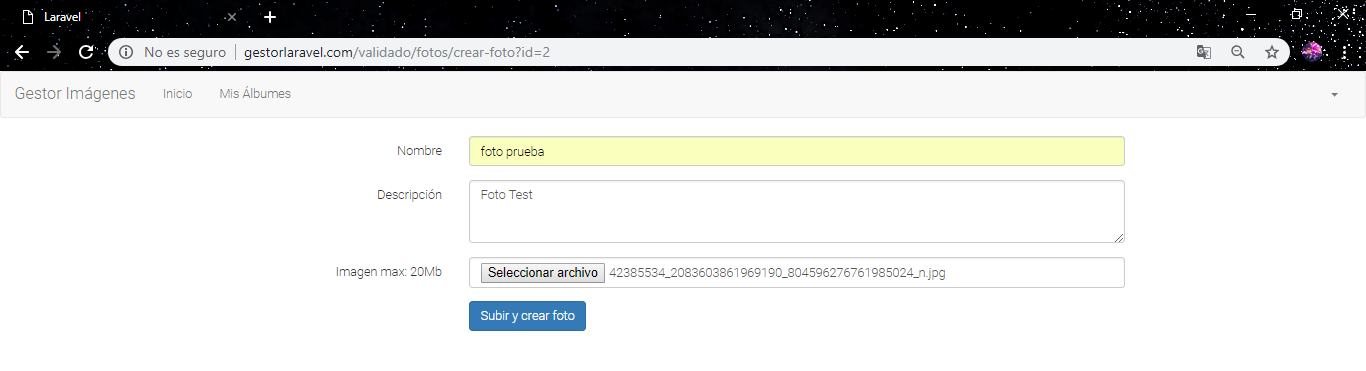 Laravel
No es seguro gestorlaravel.com/validado/fotos/crear-foto?id=2
Gestor Imágenes Inicio Mis Álbumes
Nombre foto prueba
Descripción Foto Test
Imagen max: 20Mb Seleccionar archivo 42385534_2083603861969190_804596276761985024_n.jpg
Subir y crear foto